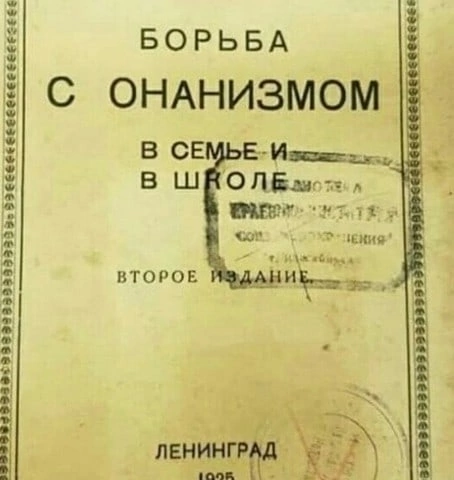 БОРЬБА
С ОНАНИЗМОМ
В СЕМЬЕ И
В ШКОЛЕ
ВТОРОЕ ИЗДАНИЕ.
ЛЕНИНГРАД
1925